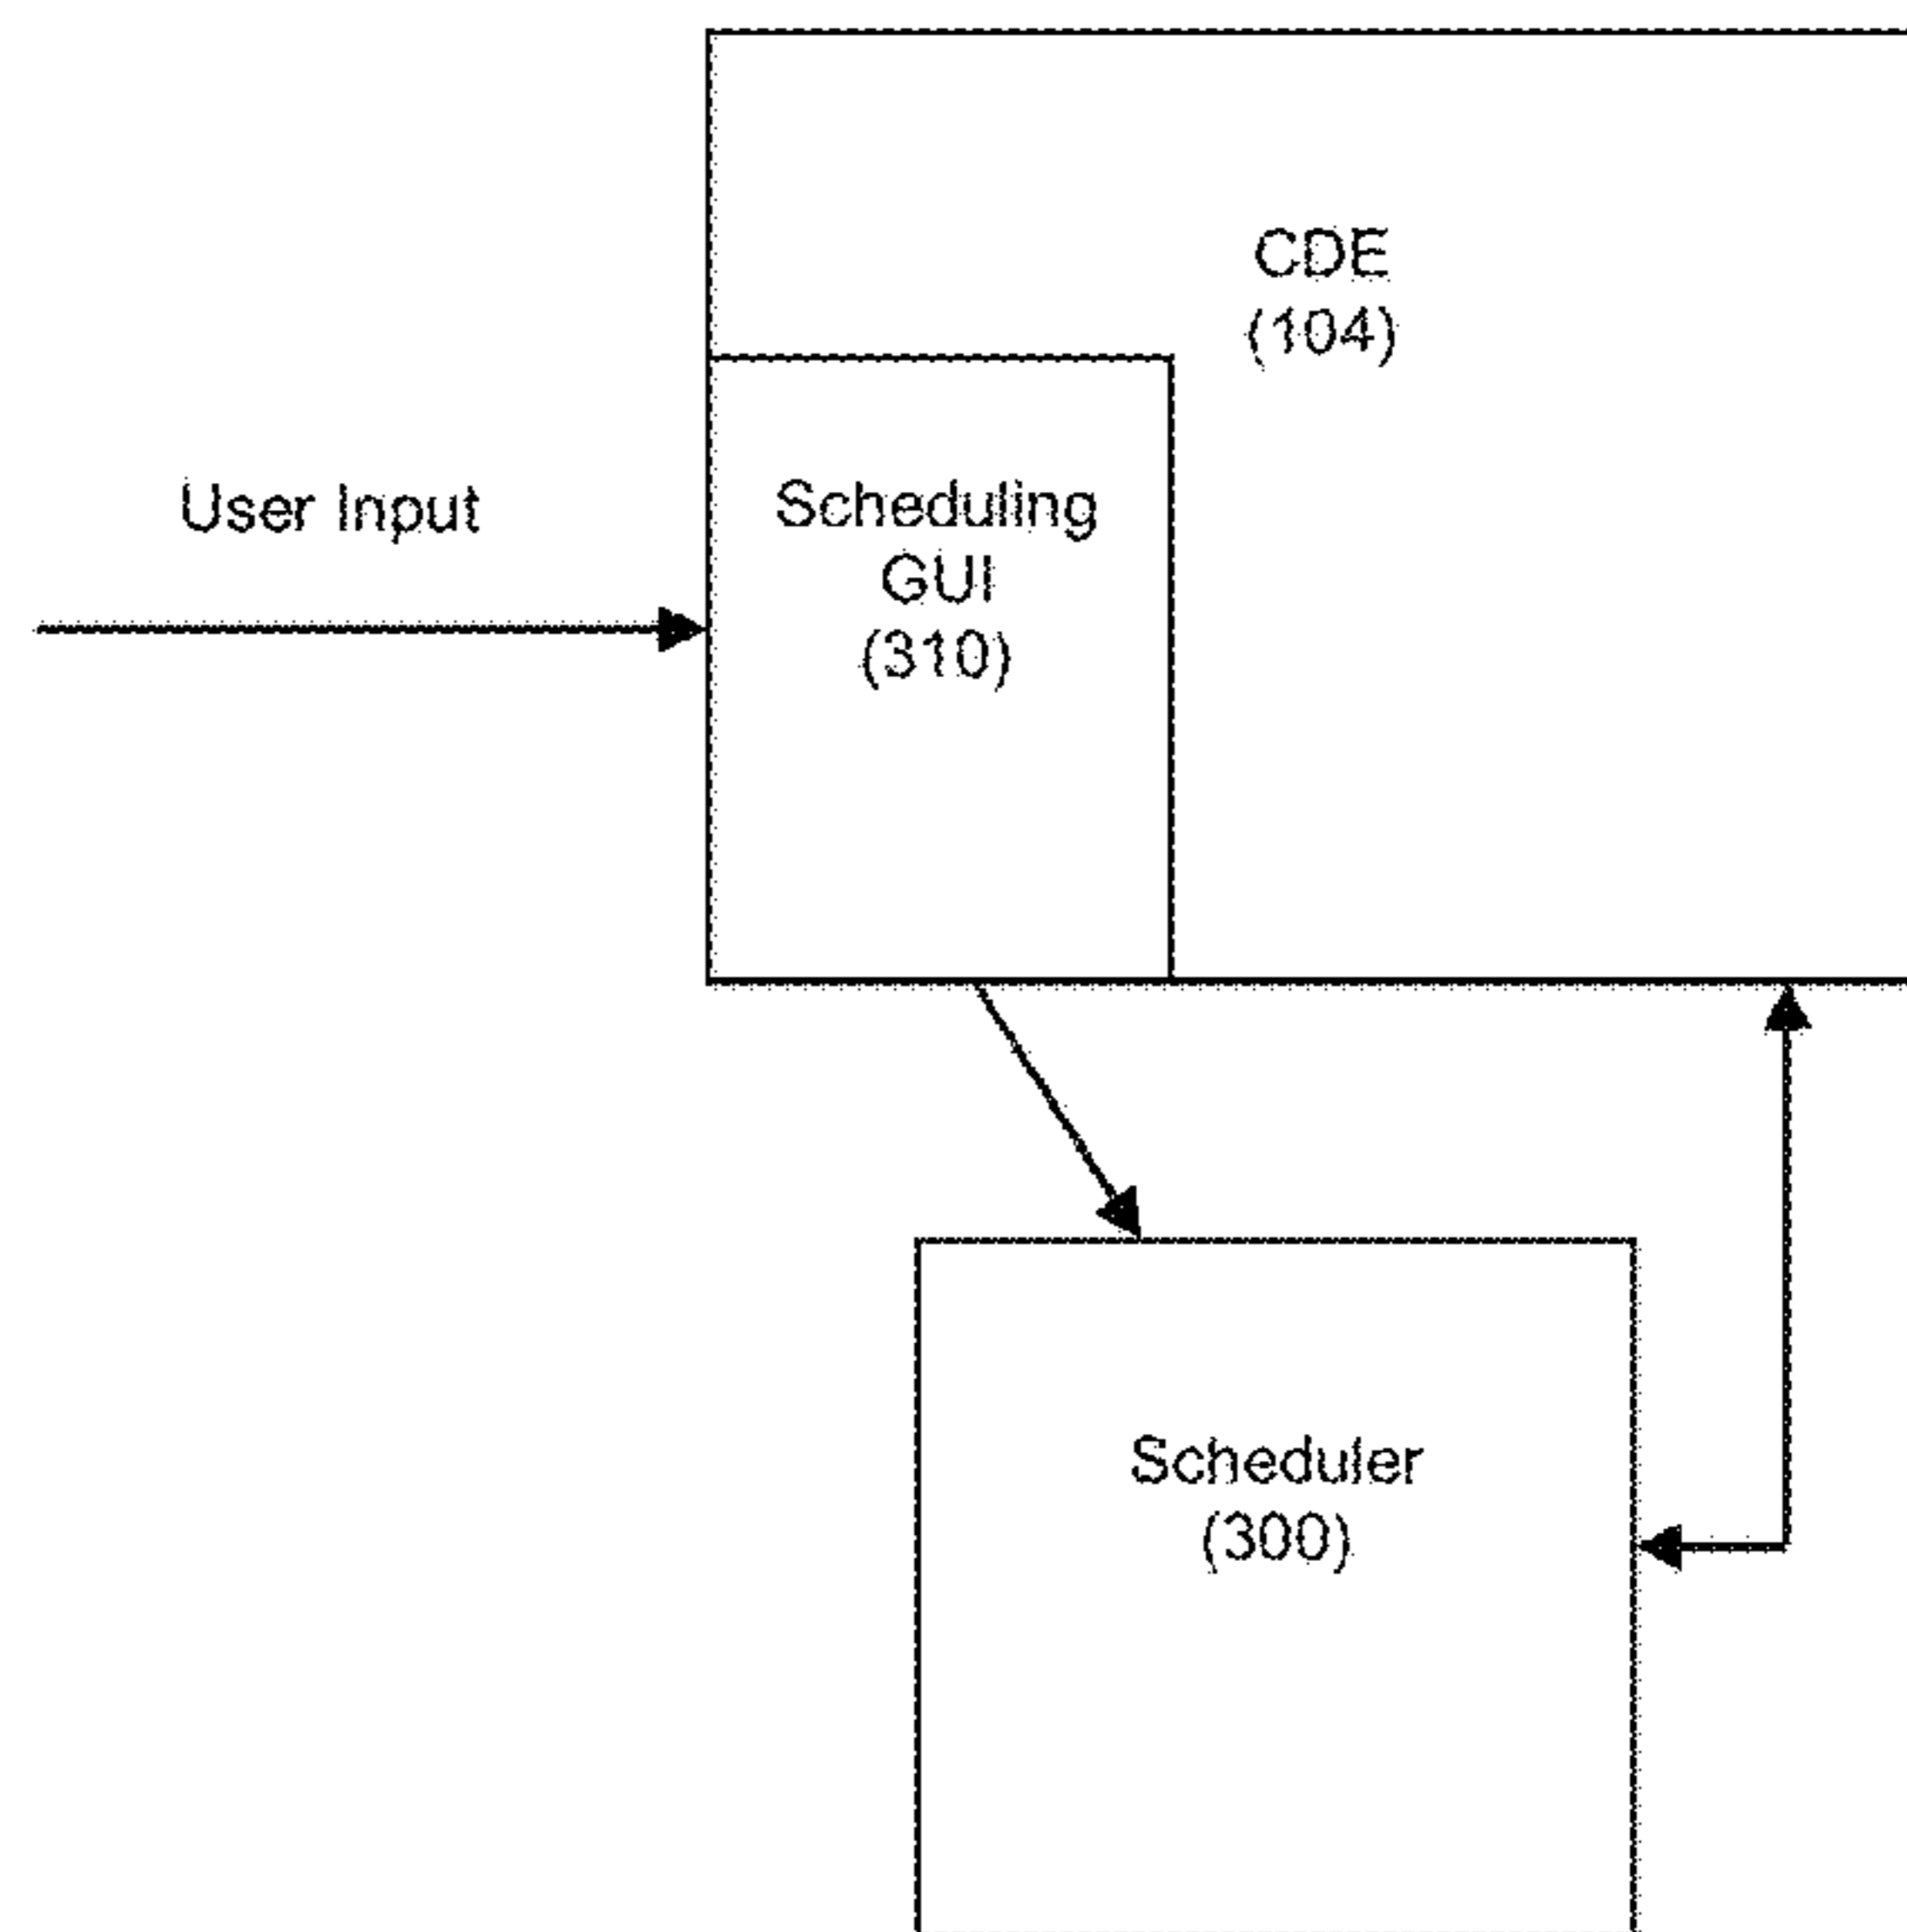 CDE
(104)
User Input
Scheduling
GUI
(310)
Scheduler
(300)